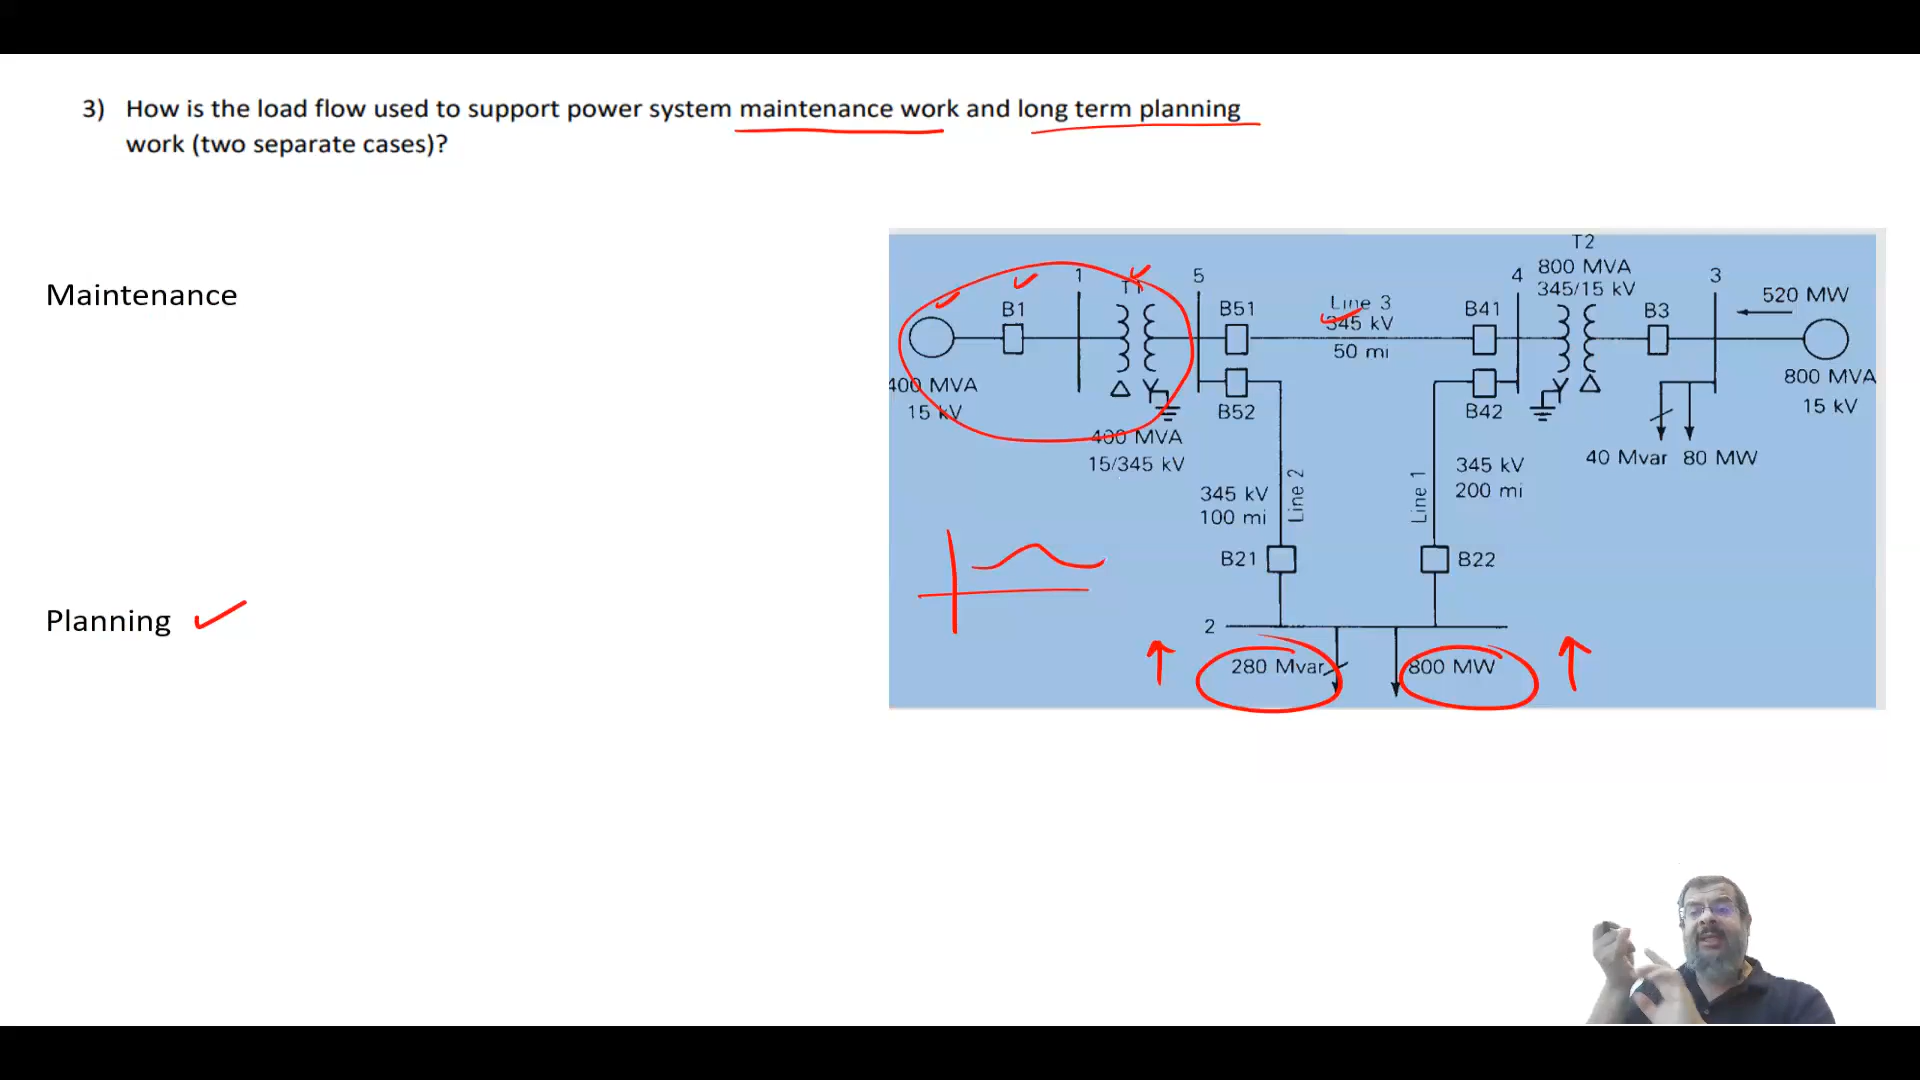 3) How is the load flow used to support power system maintenance work and long term planning
work (two separate cases)?
Maintenance
Planning
T2
800 MVA
345/15 kV
1
T1
5
4
3
B1
B51
Line 3
345 kV
50 mi
B41
B3
520 MW
400 MVA
15 kV
B52
B42
800 MVA
15 kV
400 MVA
15/345 kV
40 Mvar 80 MW
345 kV
100 mi
Line 2
Line 1
345 kV
200 mi
B21
B22
2
280 Mvar
800 MW